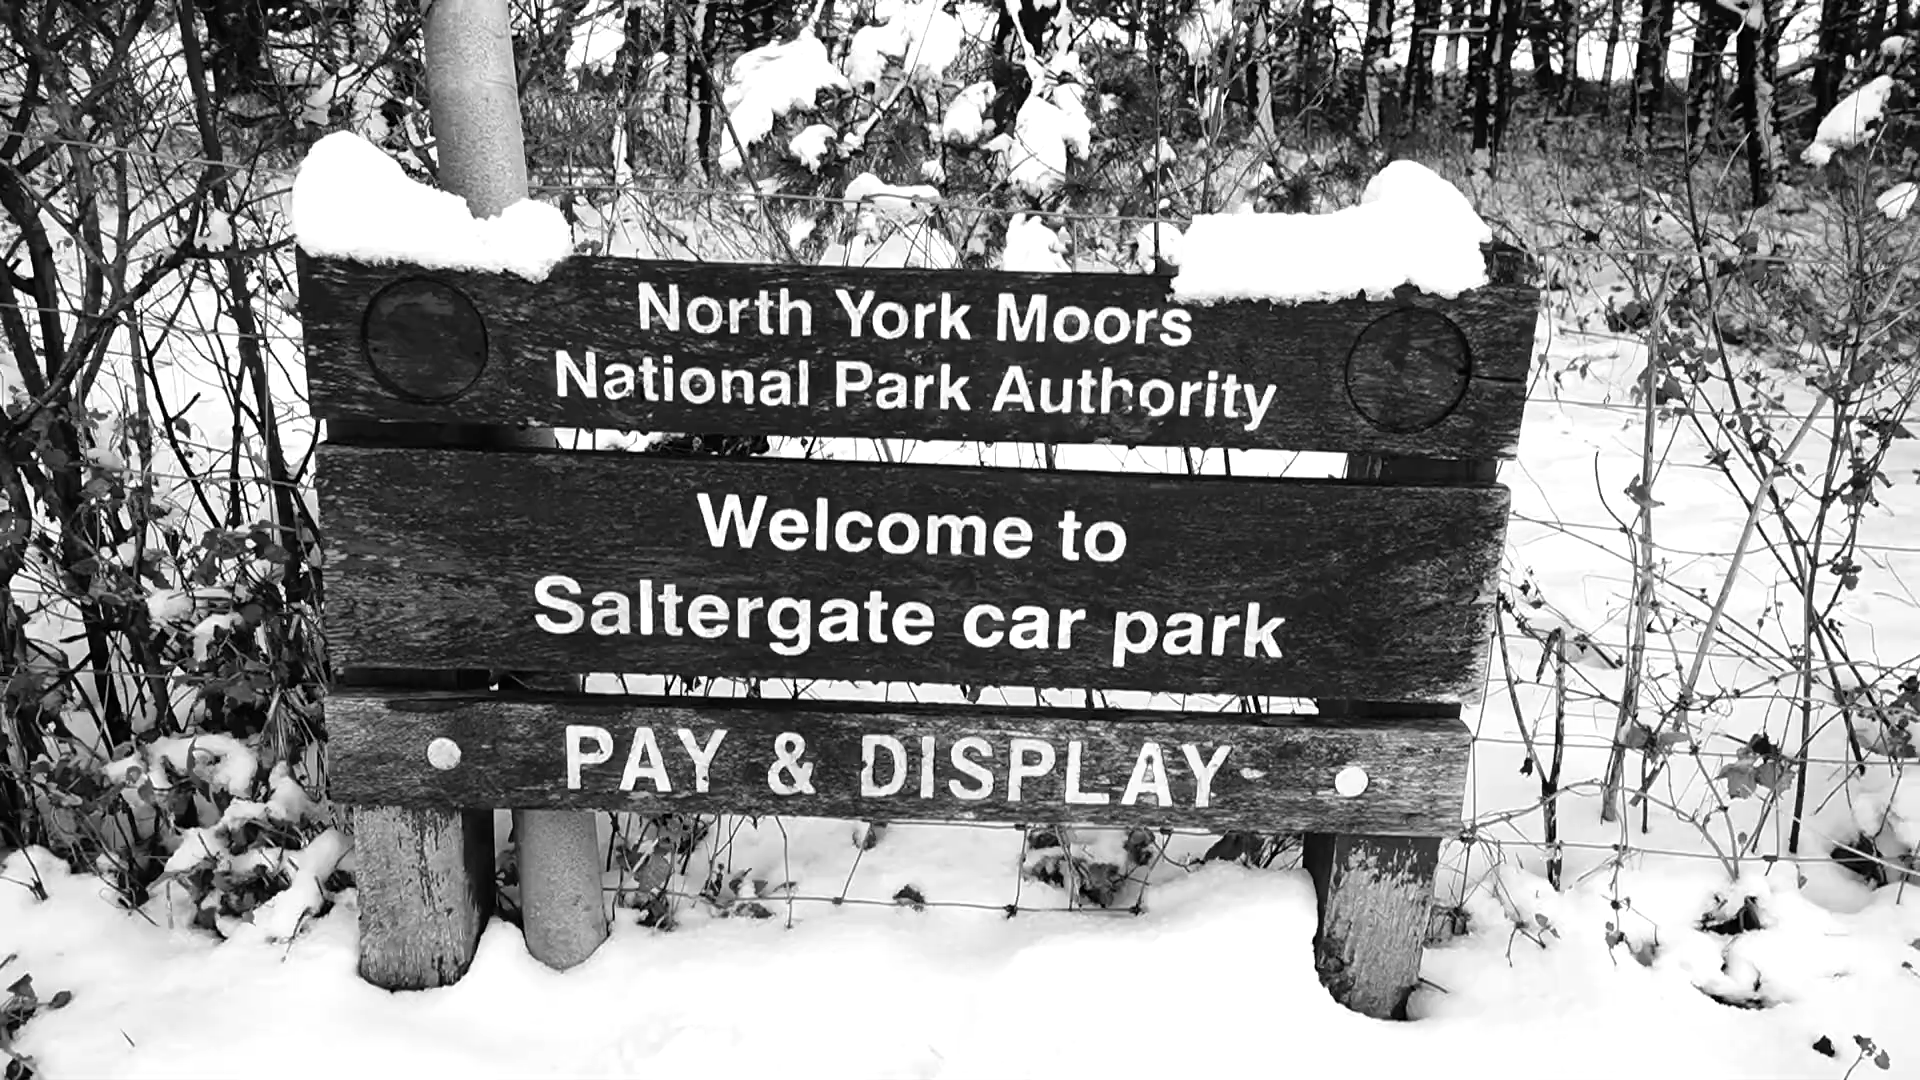 North York Moors
National Park Authority
Welcome to
Saltergate car park
PAY & DISPLAY